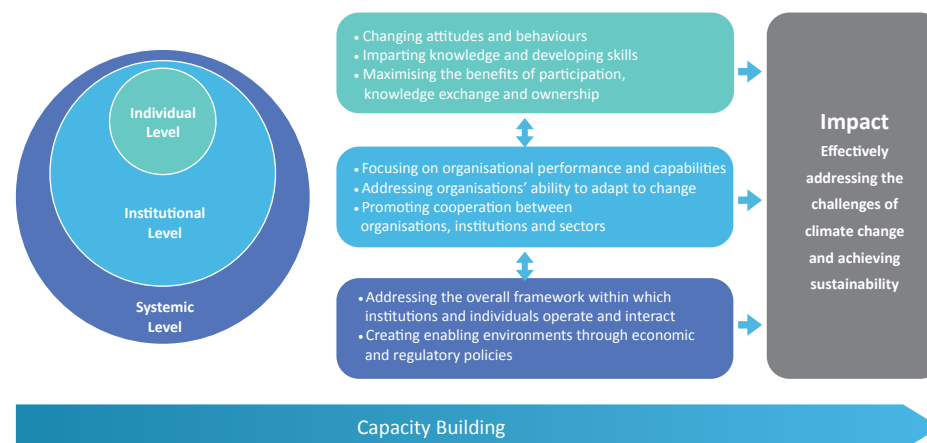 Individual
Level
Institutional
Level
Systemic
Level
• Changing attitudes and behaviours
• Imparting knowledge and developing skills
• Maximising the benefits of participation,
knowledge exchange and ownership
• Focusing on organisational performance and capabilities
• Addressing organisations’ ability to adapt to change
• Promoting cooperation between
organisations, institutions and sectors
• Addressing the overall framework within which
institutions and individuals operate and interact
• Creating enabling environments through economic
and regulatory policies
Impact
Effectively
addressing the
challenges of
climate change
and achieving
sustainability
Capacity Building